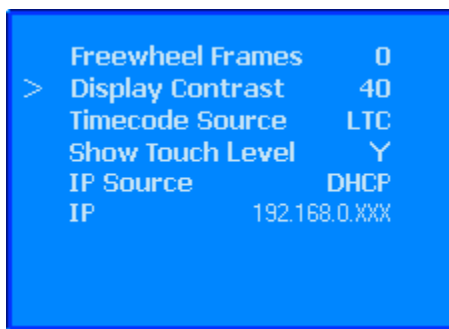 Freewheel Frames 0
> Display Contrast 40
Timecode Source LTC
Show Touch Level Y
IP Source DHCP
IP 192.168.0.XXX